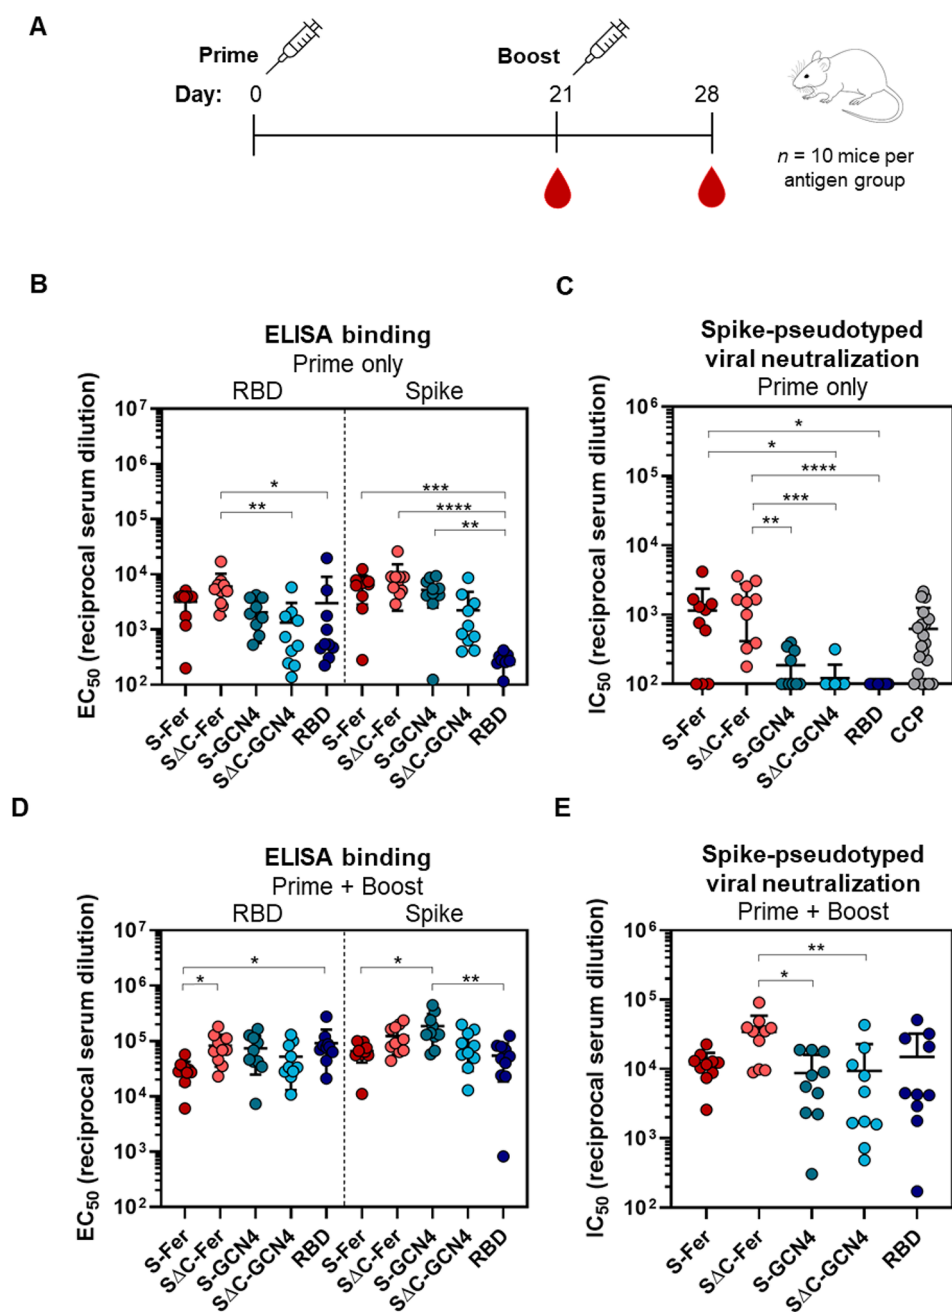 A
Prime
Boost
Day: 0 21 28
n = 10 mice per
antigen group
B
ELISA binding
Prime only
RBD Spike
EC50 (reciprocal serum dilution)
10⁷
10⁶
10⁵
10⁴
10³
10²
* ** *** **** **
S-Fer SΔC-Fer S-GCN4 SΔC-GCN4 RBD S-Fer SΔC-Fer S-GCN4 SΔC-GCN4 RBD
C
Spike-pseudotyped
viral neutralization
Prime only
IC50 (reciprocal serum dilution)
10⁶
10⁵
10⁴
10³
10²
*
*
****
***
**
S-Fer SΔC-Fer S-GCN4 SΔC-GCN4 RBD CCP
D
ELISA binding
Prime + Boost
RBD Spike
EC50 (reciprocal serum dilution)
10⁷
10⁶
10⁵
10⁴
10³
10²
* * * **
S-Fer SΔC-Fer S-GCN4 SΔC-GCN4 RBD S-Fer SΔC-Fer S-GCN4 SΔC-GCN4 RBD
E
Spike-pseudotyped
viral neutralization
Prime + Boost
IC50 (reciprocal serum dilution)
10⁶
10⁵
10⁴
10³
10²
**
*
S-Fer SΔC-Fer S-GCN4 SΔC-GCN4 RBD